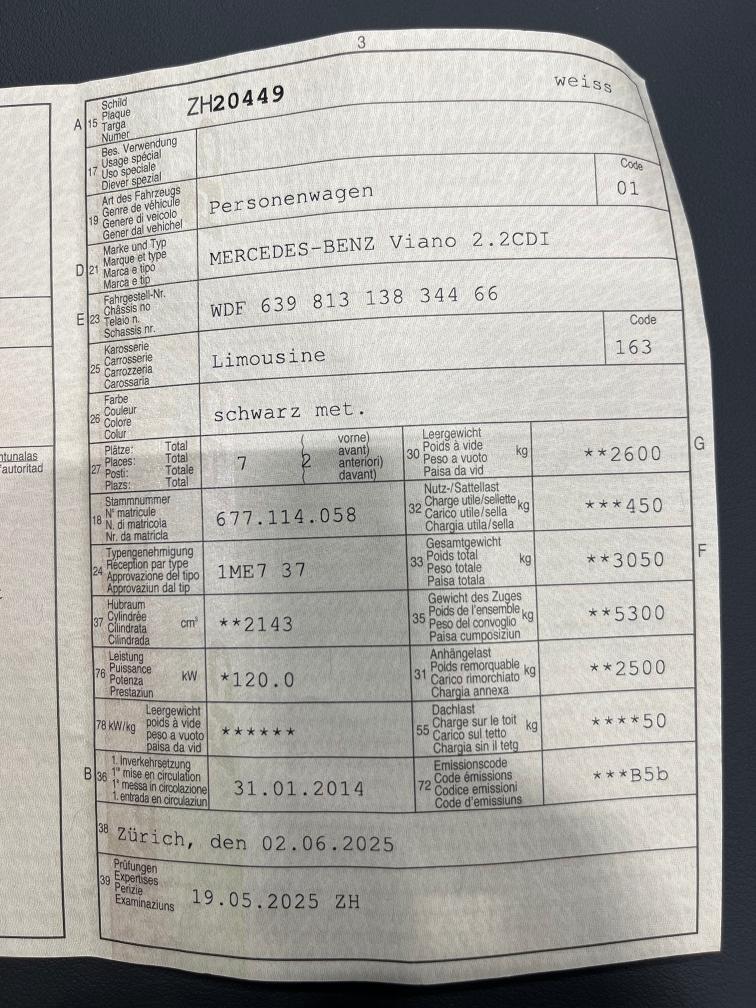 3
A 15 Schild
Plaque
Targa
Numer
ZH20449 weiss
17 Bes. Verwendung
Usage spécial
Uso speciale
Diever spezial
19 Art des Fahrzeugs
Genre de véhicule
Genere di veicolo
Gener dal vehichel
Personenwagen
Code
01
D 21 Marke und Typ
Marque et type
Marca e tipo
Marca e tip
MERCEDES-BENZ Viano 2.2CDI
E 23 Fahrgestell-Nr.
Châssis no
Telaio n.
Schassis nr.
WDF 639 813 138 344 66
25 Karosserie
Carrosserie
Carrozzeria
Carossaria
Limousine
Code
163
26 Farbe
Couleur
Colore
Colur
schwarz met.
27 Plätze: Total
Places: Total
Posti: Totale
Plazs: Total
7 2
vorne)
avant)
anteriori)
davant)
30 Leergewicht
Poids à vide
Peso a vuoto
Paisa da vid
kg
**2600
G
18 Stammnummer
N° matricule
N. di matricola
Nr. da matricla
677.114.058
32 Nutz-/Sattellast
Charge utile/sellette
Carico utile/sella
Chargia utila/sella
kg
***450
24 Typengenehmigung
Réception par type
Approvazione del tipo
Approvaziun dal tip
1ME7 37
33 Gesamtgewicht
Poids total
Peso totale
Paisa totala
kg
**3050
F
37 Hubraum
Cylindrée
Cilindrata
Cilindrada
cm³
**2143
35 Gewicht des Zuges
Poids de l'ensemble
Peso del convoglio
Paisa cumposiziun
kg
**5300
76 Leistung
Puissance
Potenza
Prestaziun
kW
*120.0
31 Anhängelast
Poids remorquable
Carico rimorchiato
Chargia annexa
kg
**2500
78 kW/kg
Leergewicht
poids à vide
peso a vuoto
paisa da vid
******
55 Dachlast
Charge sur le toit
Carico sul tetto
Chargia sin il tetg
kg
****50
B 36 1. Inverkehrsetzung
1re mise en circulation
1a messa in circolazione
1. entrada en circulaziun
31.01.2014
72 Emissionscode
Code émissions
Codice emissioni
Code d'emissiuns
***B5b
38 Zürich, den 02.06.2025
39 Prüfungen
Expertises
Perizie
Examinaziuns
19.05.2025 ZH